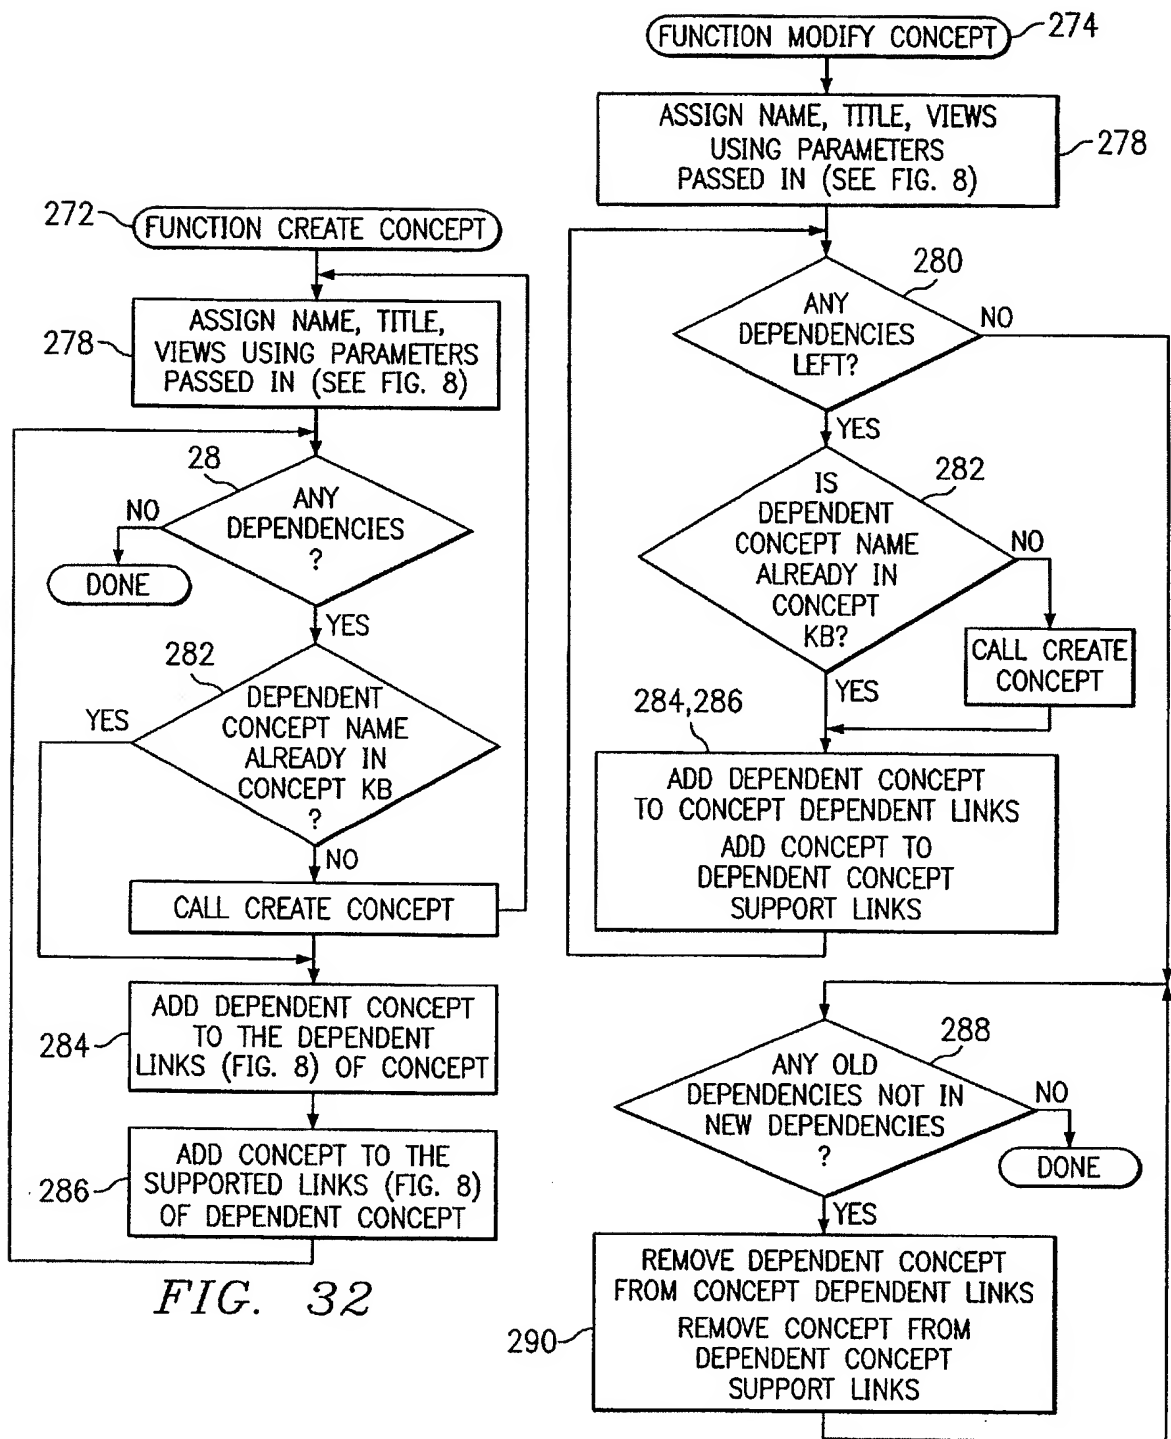 272
FUNCTION CREATE CONCEPT
278
ASSIGN NAME, TITLE,
VIEWS USING PARAMETERS
PASSED IN (SEE FIG. 8)
28
ANY
DEPENDENCIES
?
NO
DONE
YES
282
DEPENDENT
CONCEPT NAME
ALREADY IN
CONCEPT KB
?
YES
NO
CALL CREATE CONCEPT
284
ADD DEPENDENT CONCEPT
TO THE DEPENDENT
LINKS (FIG. 8) OF CONCEPT
286
ADD CONCEPT TO THE
SUPPORTED LINKS (FIG. 8)
OF DEPENDENT CONCEPT
FIG. 32
FUNCTION MODIFY CONCEPT
274
ASSIGN NAME, TITLE, VIEWS
USING PARAMETERS
PASSED IN (SEE FIG. 8)
278
280
ANY
DEPENDENCIES
LEFT?
NO
YES
282
IS
DEPENDENT
CONCEPT NAME
ALREADY IN
CONCEPT
KB?
NO
CALL CREATE
CONCEPT
YES
284,286
ADD DEPENDENT CONCEPT
TO CONCEPT DEPENDENT LINKS
ADD CONCEPT TO
DEPENDENT CONCEPT
SUPPORT LINKS
288
ANY OLD
DEPENDENCIES NOT IN
NEW DEPENDENCIES
?
NO
DONE
YES
290
REMOVE DEPENDENT CONCEPT
FROM CONCEPT DEPENDENT LINKS
REMOVE CONCEPT FROM
DEPENDENT CONCEPT
SUPPORT LINKS